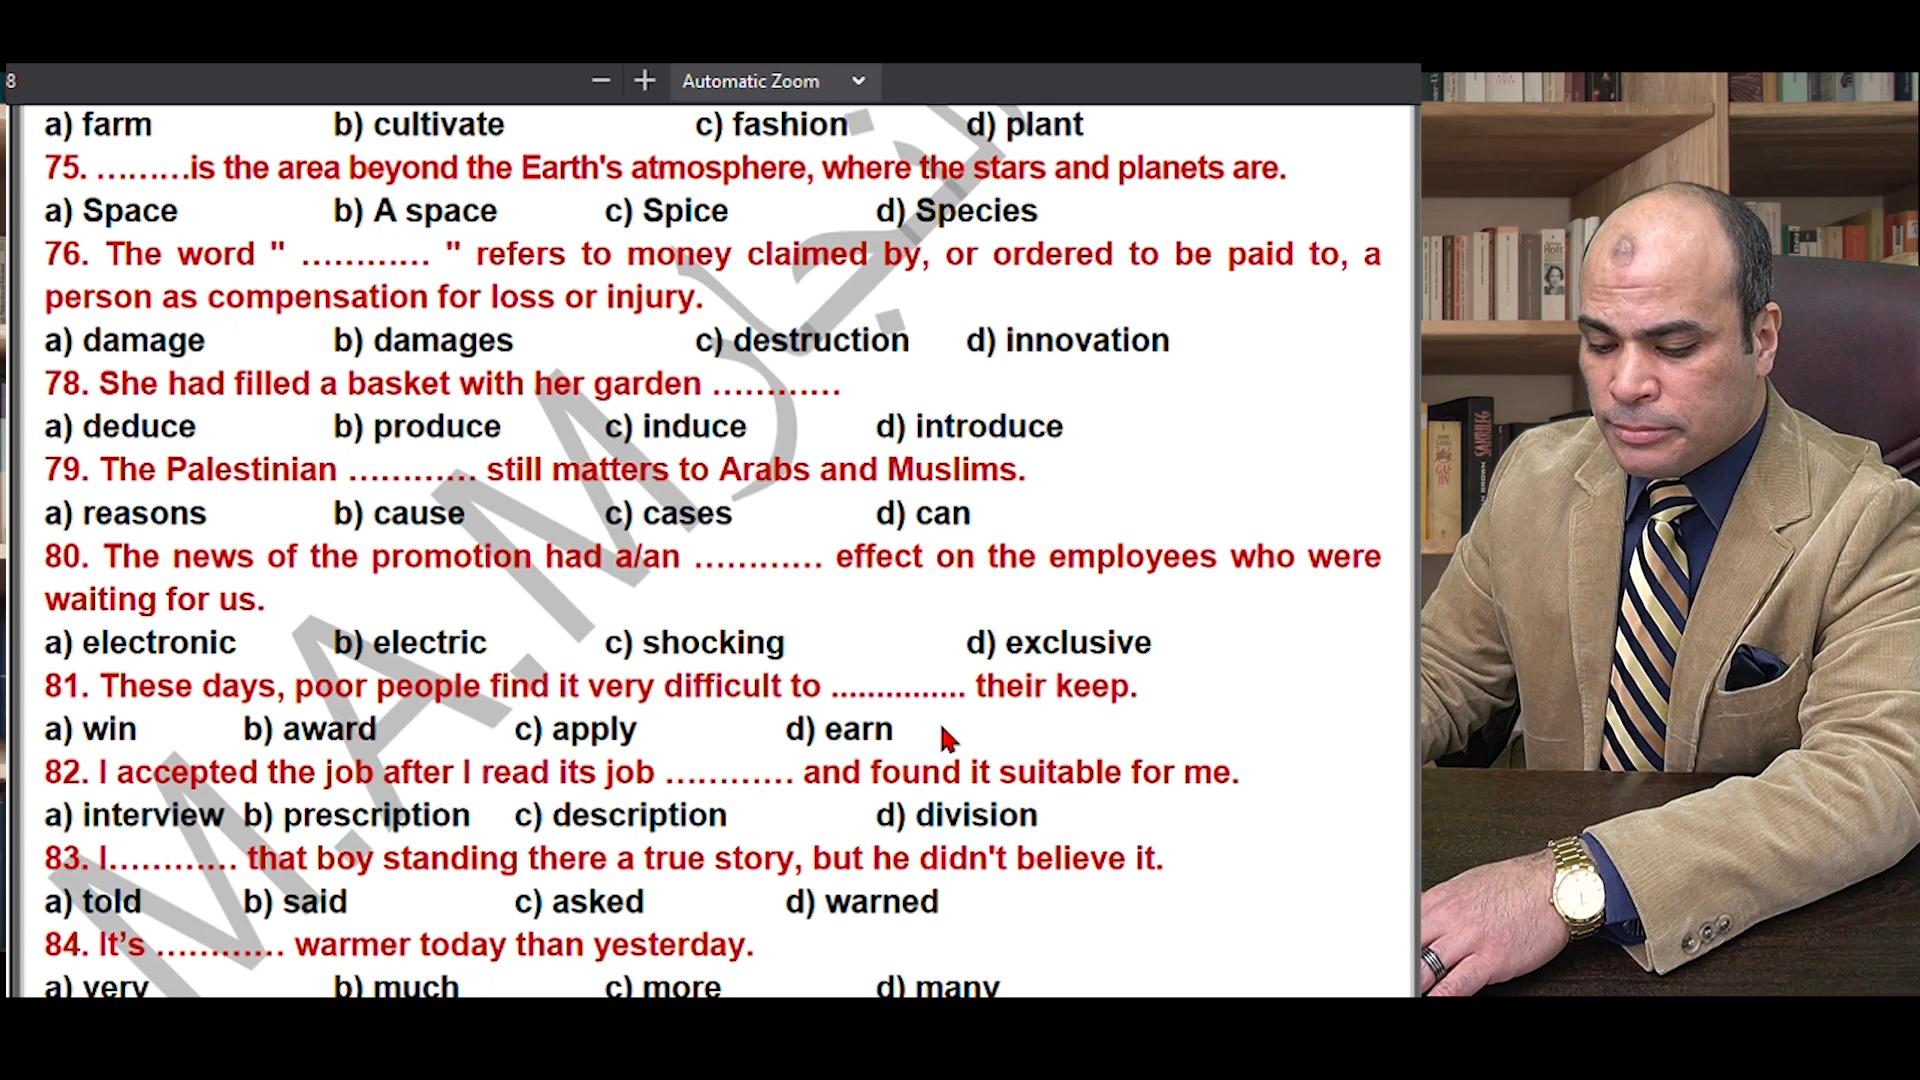 8
Automatic Zoom
a) farm b) cultivate c) fashion d) plant
75. ………is the area beyond the Earth's atmosphere, where the stars and planets are.
a) Space b) A space c) Spice d) Species
76. The word " ………… " refers to money claimed by, or ordered to be paid to, a
person as compensation for loss or injury.
a) damage b) damages c) destruction d) innovation
78. She had filled a basket with her garden …………
a) deduce b) produce c) induce d) introduce
79. The Palestinian ………… still matters to Arabs and Muslims.
a) reasons b) cause c) cases d) can
80. The news of the promotion had a/an ………… effect on the employees who were
waiting for us.
a) electronic b) electric c) shocking d) exclusive
81. These days, poor people find it very difficult to ............... their keep.
a) win b) award c) apply d) earn
82. I accepted the job after I read its job ………… and found it suitable for me.
a) interview b) prescription c) description d) division
83. I………… that boy standing there a true story, but he didn't believe it.
a) told b) said c) asked d) warned
84. It’s ………… warmer today than yesterday.
a) very b) much c) more d) many
M.A.M